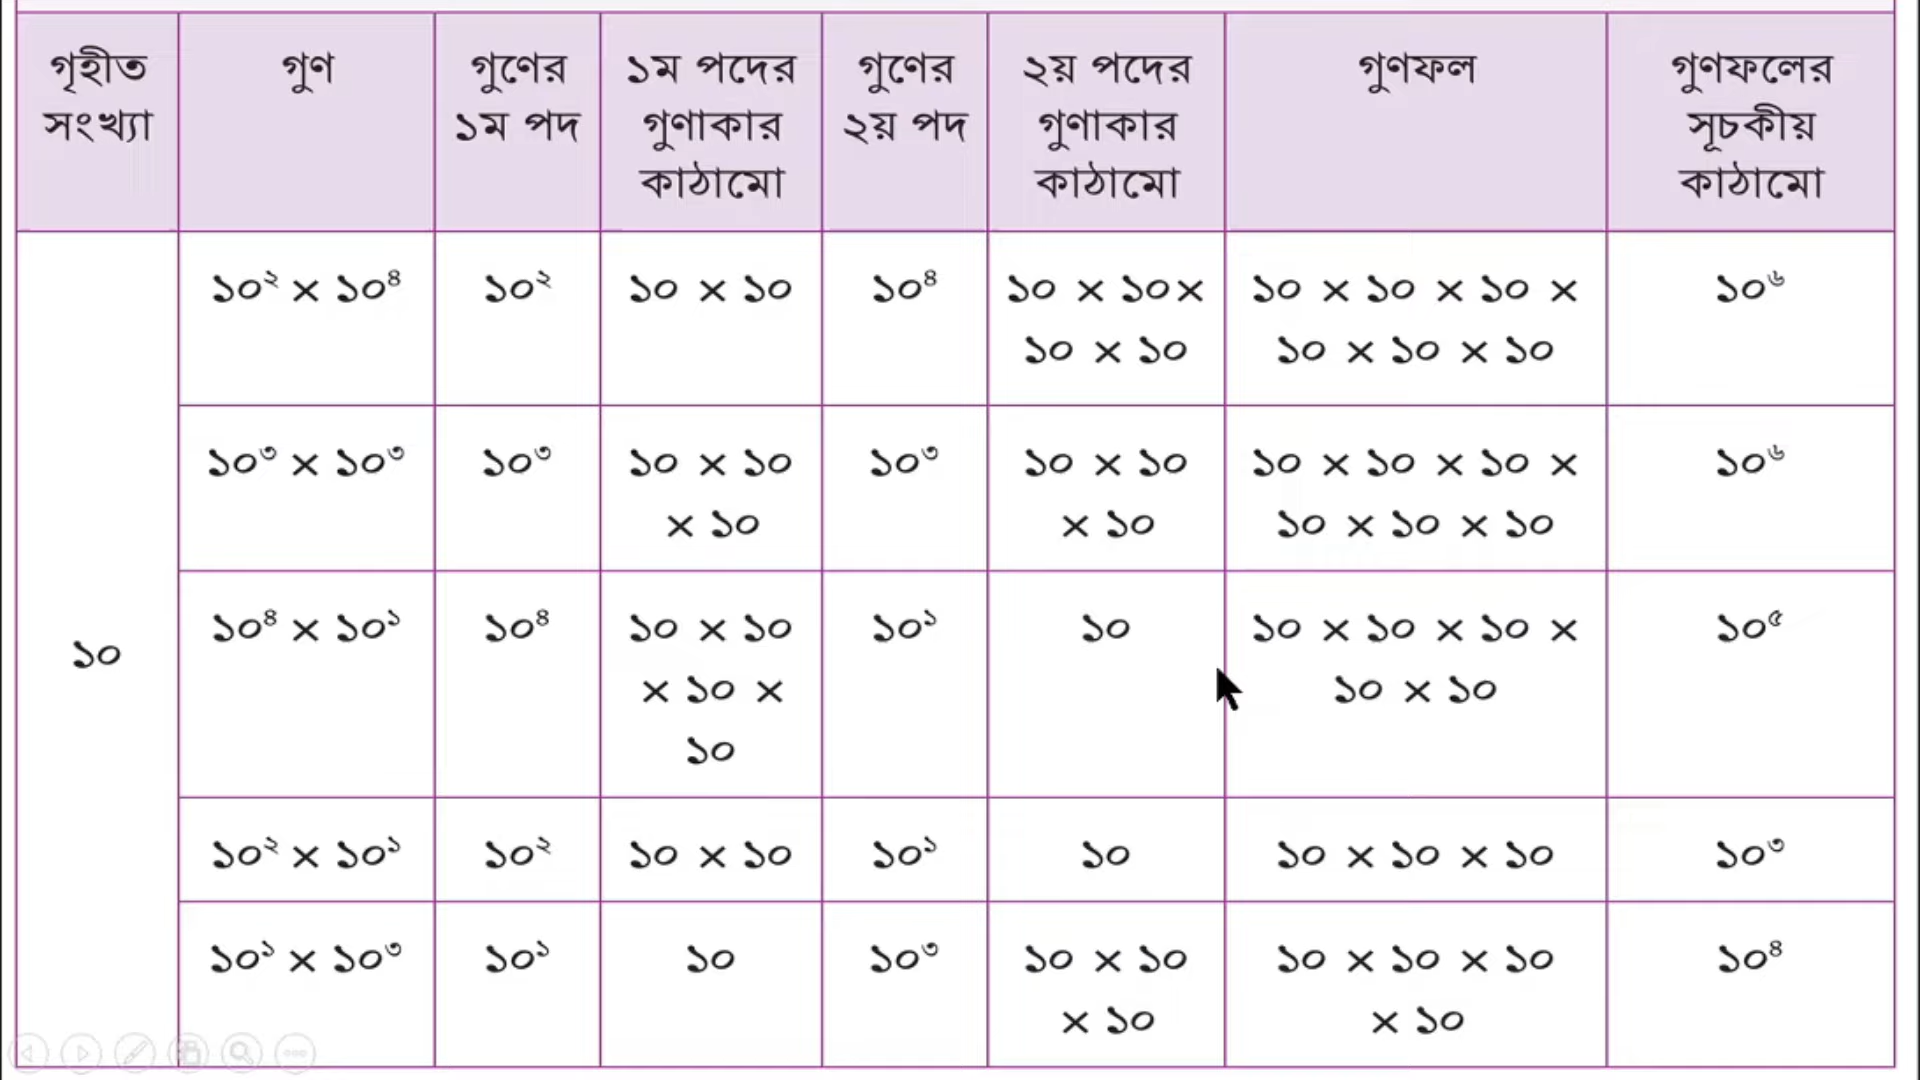 গৃহীত সংখ্যা | গুণ | গুণের ১ম পদ | ১ম পদের গুণাকার কাঠামো | গুণের ২য় পদ | ২য় পদের গুণাকার কাঠামো | গুণফল | গুণফলের সূচকীয় কাঠামো
১০ | ১০² × ১০⁴ | ১০² | ১০ × ১০ | ১০⁴ | ১০ × ১০× ১০ × ১০ | ১০ × ১০ × ১০ × ১০ × ১০ × ১০ | ১০⁶
১০³ × ১০³ | ১০³ | ১০ × ১০ × ১০ | ১০³ | ১০ × ১০ × ১০ | ১০ × ১০ × ১০ × ১০ × ১০ × ১০ | ১০⁶
১০⁴ × ১০¹ | ১০⁴ | ১০ × ১০ × ১০ × ১০ | ১০¹ | ১০ | ১০ × ১০ × ১০ × ১০ × ১০ | ১০⁵
১০² × ১০¹ | ১০² | ১০ × ১০ | ১০¹ | ১০ | ১০ × ১০ × ১০ | ১০³
১০¹ × ১০³ | ১০¹ | ১০ | ১০³ | ১০ × ১০ × ১০ | ১০ × ১০ × ১০ × ১০ | ১০⁴